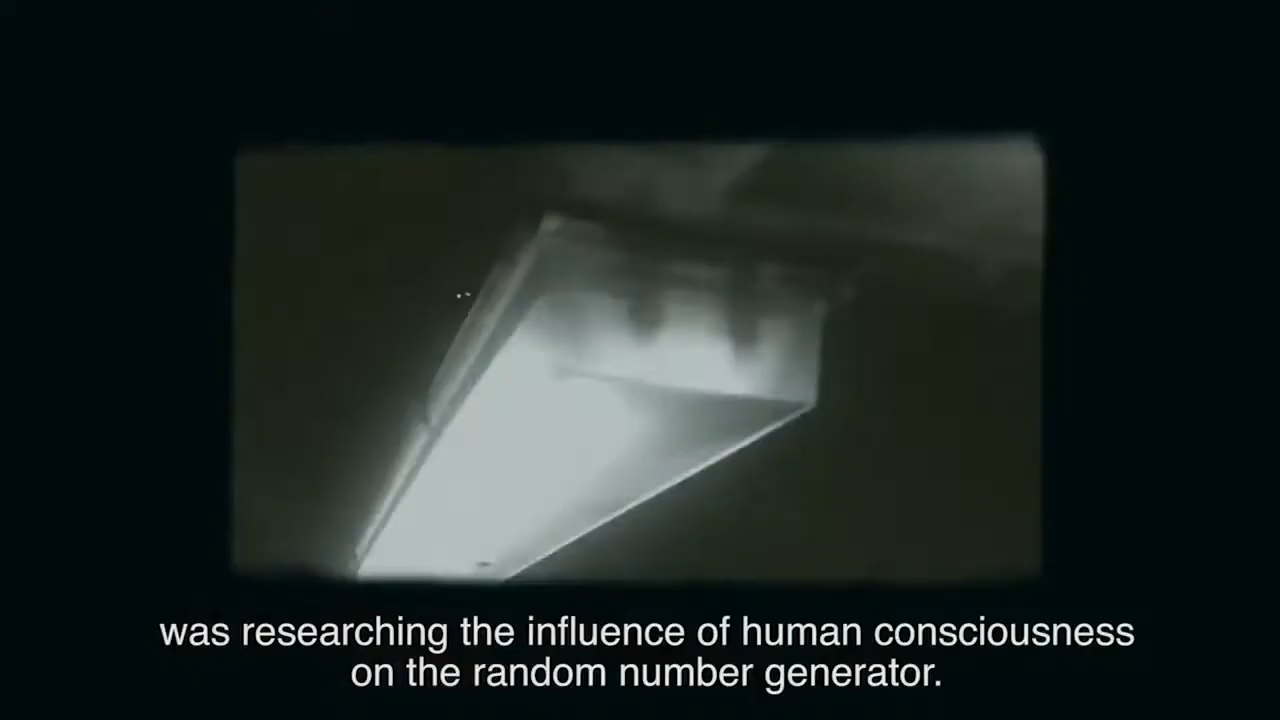 was researching the influence of human consciousness
on the random number generator.